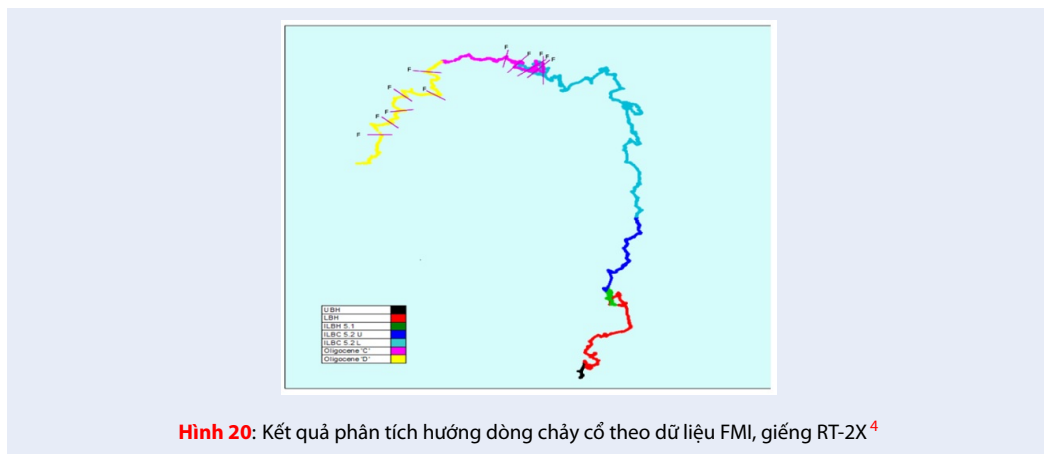 F
F
F
F
F
F
F
F
F
F
F
UBH
LBH
ILBH 5.1
ILBC 5.2 U
ILBC 5.2 L
Oligocene 'C'
Oligocene 'D'
Hình 20: Kết quả phân tích hướng dòng chảy cổ theo dữ liệu FMI, giếng RT-2X 4